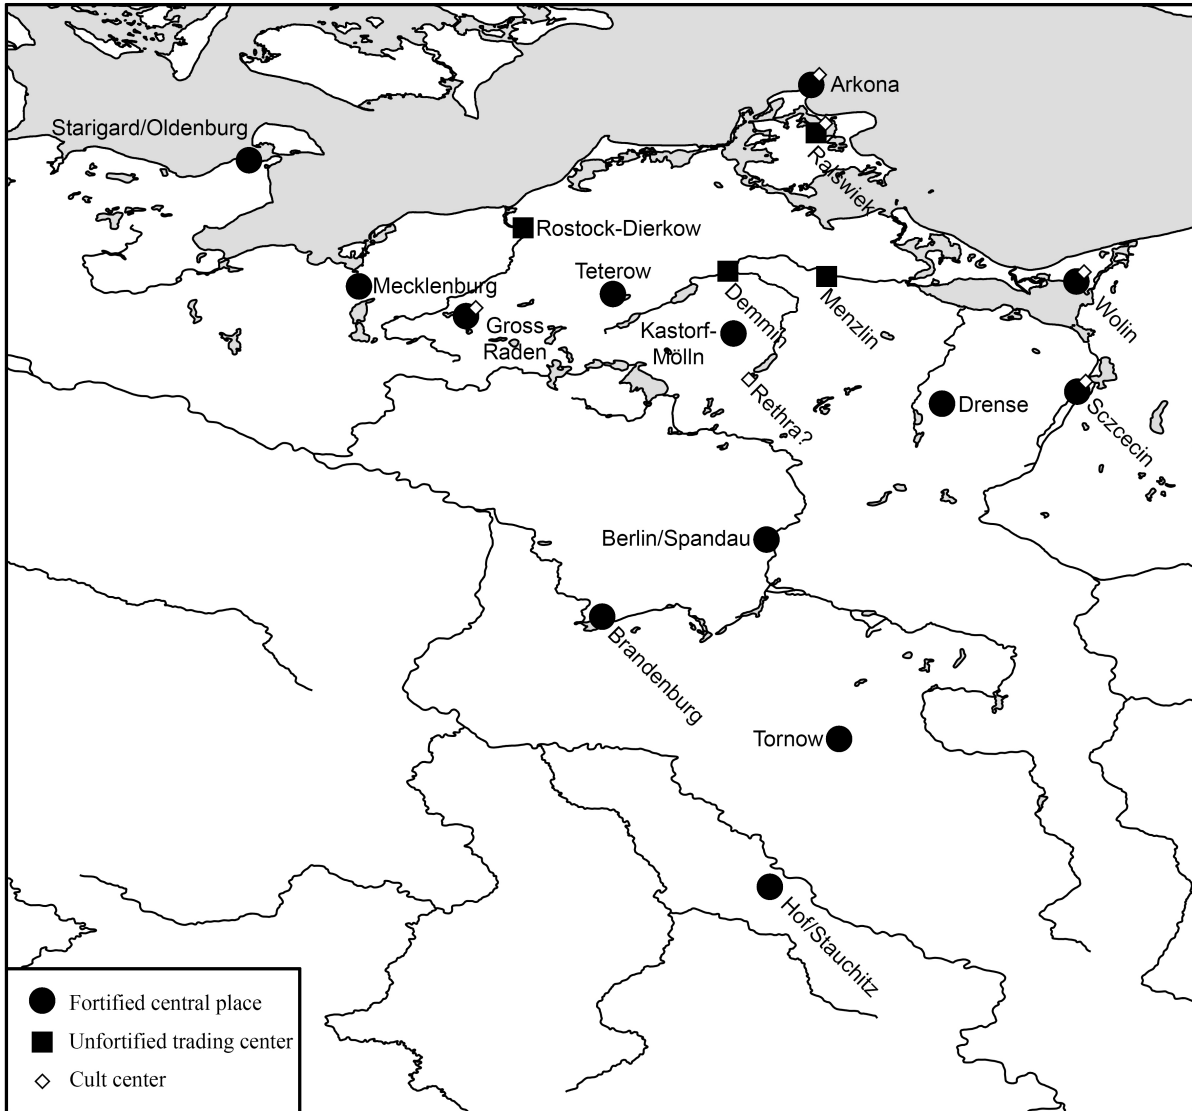 Arkona
Starigard/Oldenburg
Ralswiek
Rostock-Dierkow
Teterow
Mecklenburg
Demmin
Menzlin
Wolin
Gross
Raden
Kastorf-
Mölln
Rethra?
Drense
Sczcecin
Berlin/Spandau
Brandenburg
Tornow
Hof/Stauchitz
Fortified central place
Unfortified trading center
Cult center